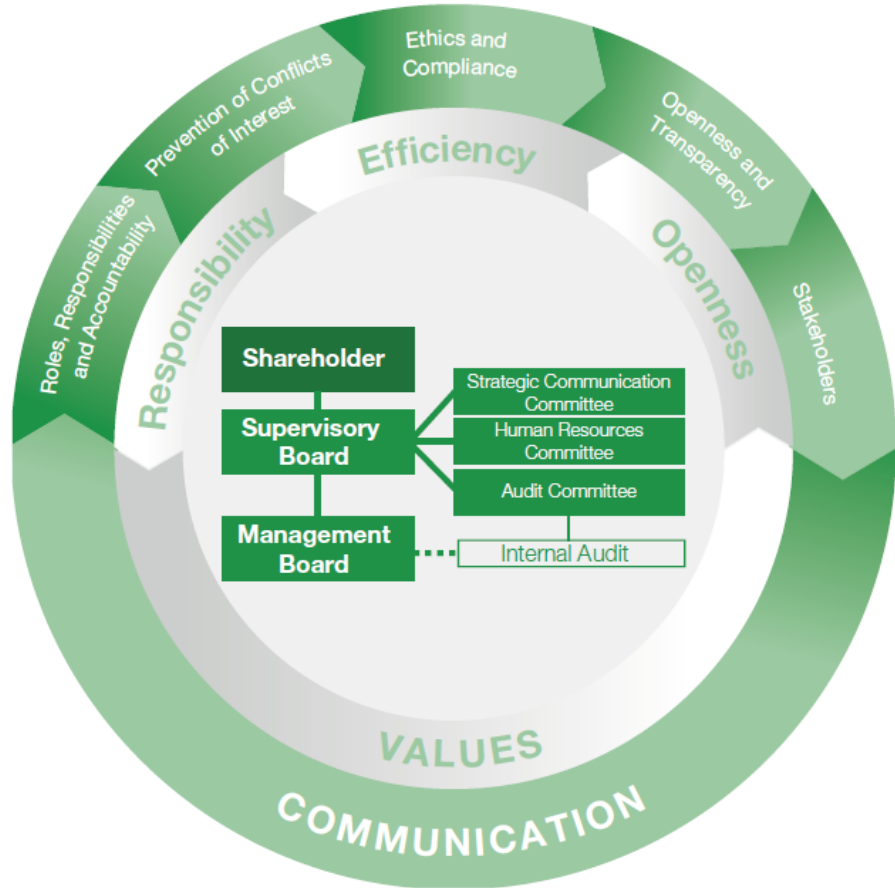 Roles, Responsibilities
and Accountability
Prevention of Conflicts
of Interest
Ethics and
Compliance
Openness and
Transparency
Stakeholders
Responsibility
Efficiency
Openness
Shareholder
Supervisory
Board
Management
Board
Strategic Communication
Committee
Human Resources
Committee
Audit Committee
Internal Audit
VALUES
COMMUNICATION